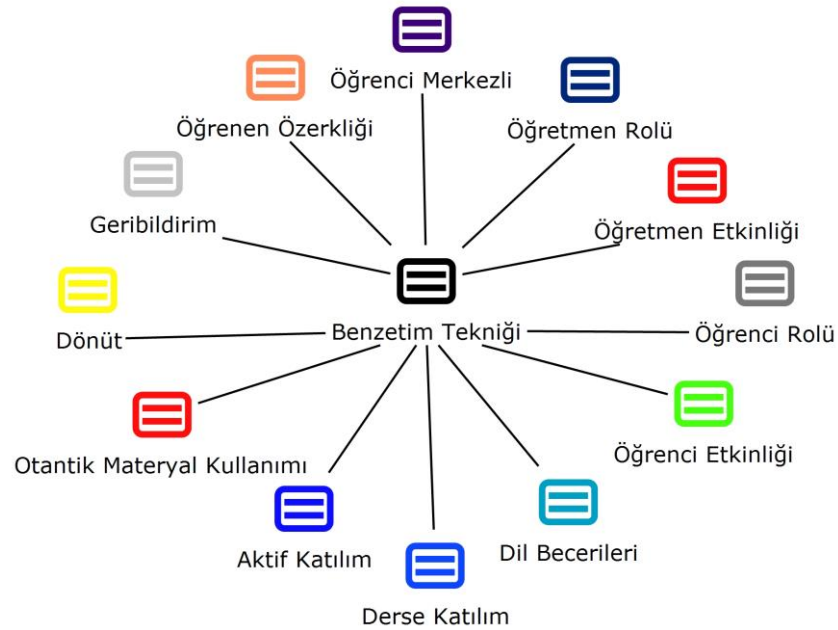 Öğrenci Merkezli
Öğrenen Özerkliği
Öğretmen Rolü
Geribildirim
Öğretmen Etkinliği
Dönüt
Benzetim Tekniği
Öğrenci Rolü
Otantik Materyal Kullanımı
Öğrenci Etkinliği
Aktif Katılım
Dil Becerileri
Derse Katılım